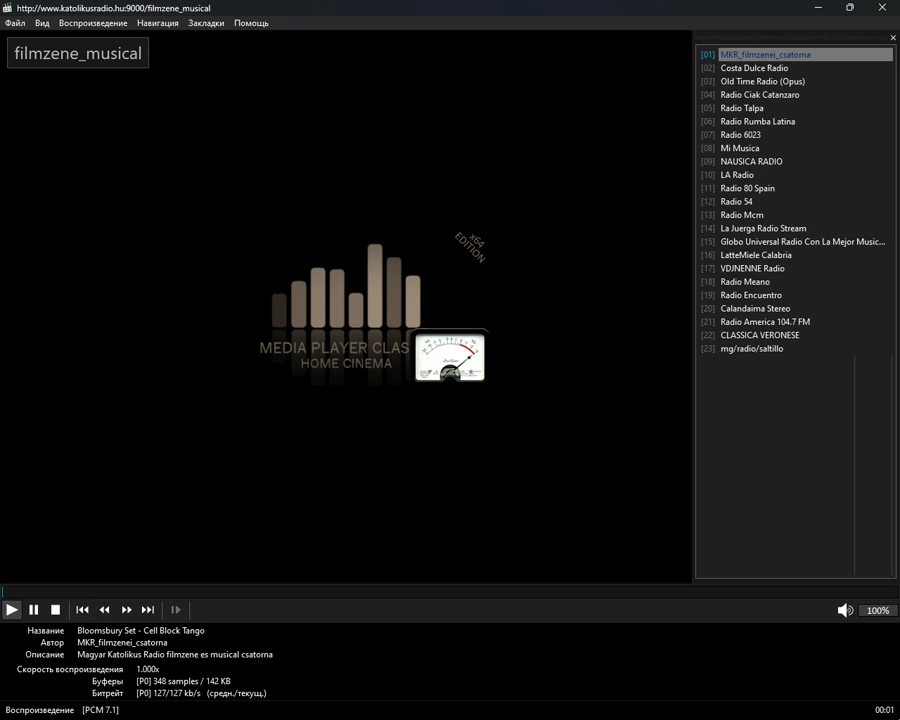 http://www.katolikusradio.hu:9000/filmzene_musical
Файл Вид Воспроизведение Навигация Закладки Помощь
filmzene_musical
[01] MKR_filmzenei_csatorna
[02] Costa Dulce Radio
[03] Old Time Radio (Opus)
[04] Radio Ciak Catanzaro
[05] Radio Talpa
[06] Radio Rumba Latina
[07] Radio 6023
[08] Mi Musica
[09] NAUSICA RADIO
[10] LA Radio
[11] Radio 80 Spain
[12] Radio 54
[13] Radio Mcm
[14] La Juerga Radio Stream
[15] Globo Universal Radio Con La Mejor Music...
[16] LatteMiele Calabria
[17] VDJNENNE Radio
[18] Radio Meano
[19] Radio Encuentro
[20] Calandaima Stereo
[21] Radio America 104.7 FM
[22] CLASSICA VERONESE
[23] mg/radio/saltillo
x64
EDITION
MEDIA PLAYER CLAS
HOME CINEMA
100%
Название Bloomsbury Set - Cell Block Tango
Автор MKR_filmzenei_csatorna
Описание Magyar Katolikus Radio filmzene es musical csatorna
Скорость воспроизведения 1.000x
Буферы [P0] 348 samples / 142 KB
Битрейт [P0] 127/127 kb/s (средн./текущ.)
Воспроизведение [PCM 7.1] 00:01